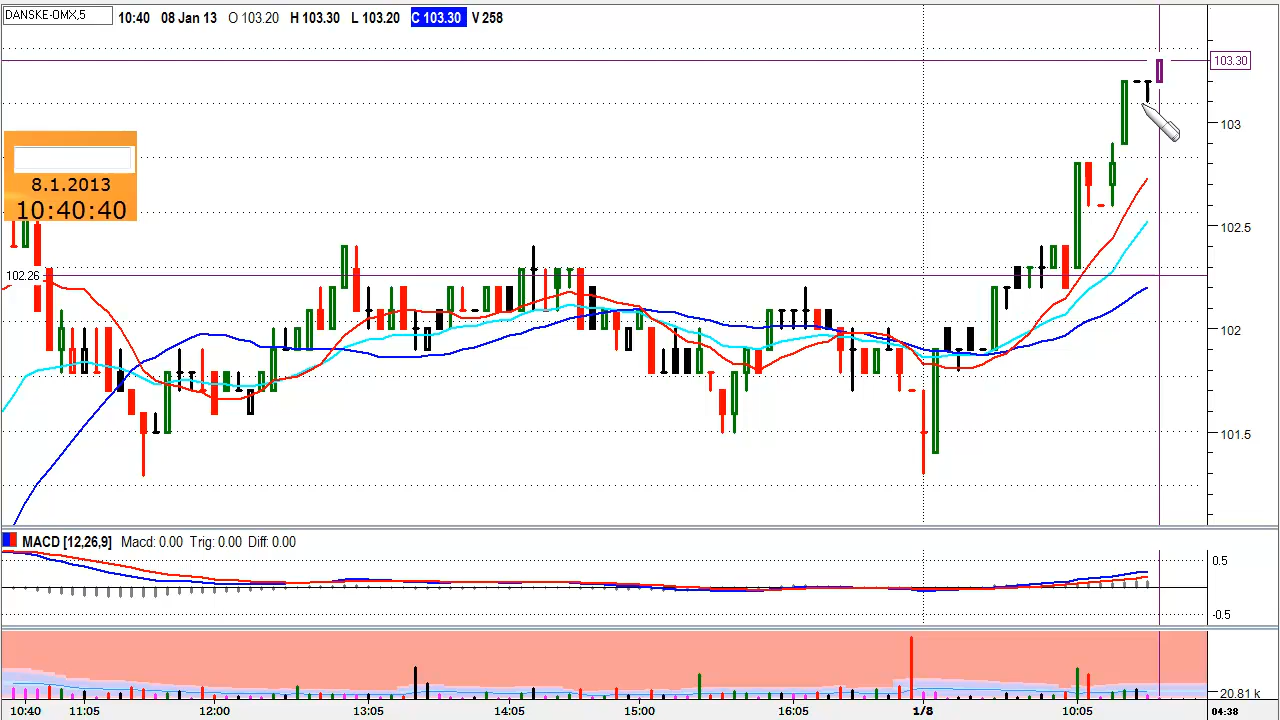 DANSKE-OMX,5
10:40 08 Jan 13 O 103.20 H 103.30 L 103.20 C 103.30 V 258
103.30
103
8.1.2013
10:40:40
102.5
102.26
102
101.5
MACD [12,26,9] Macd: 0.00 Trig: 0.00 Diff: 0.00
0.5
-0.5
20.81 k
10:40 11:05 12:00 13:05 14:05 15:00 16:05 1/8 10:05 04:38